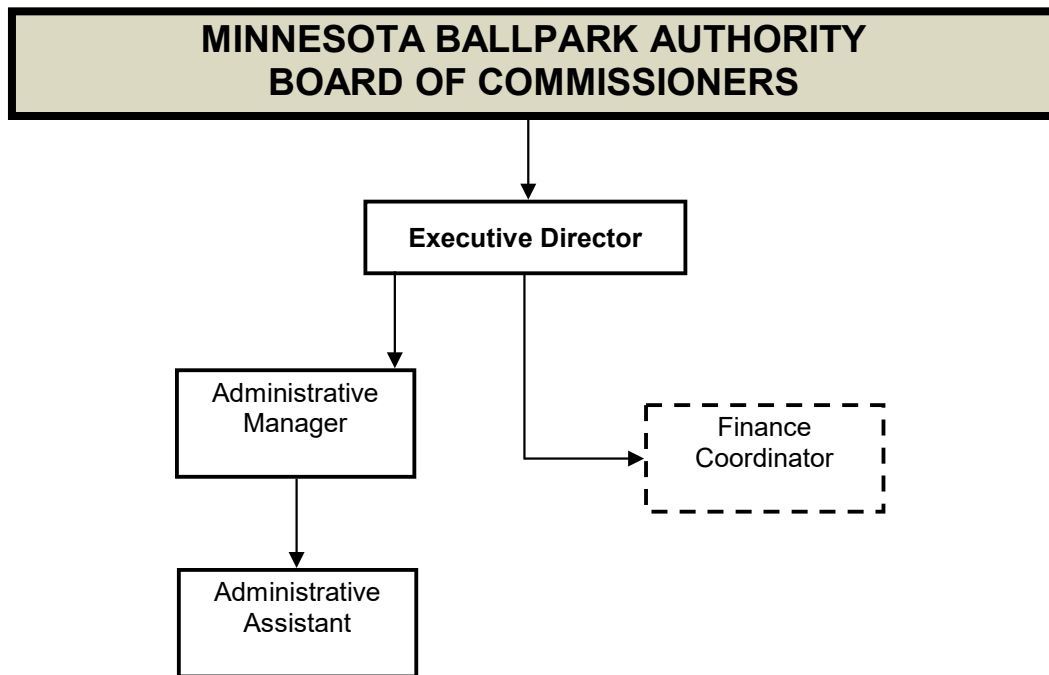 MINNESOTA BALLPARK AUTHORITY
BOARD OF COMMISSIONERS
Executive Director
Administrative
Manager
Finance
Coordinator
Administrative
Assistant